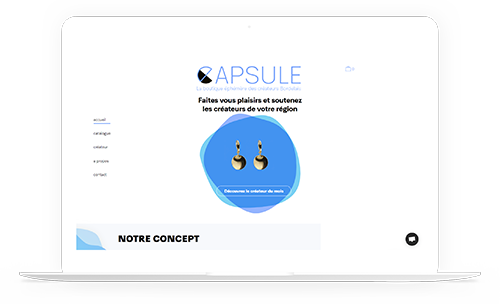 CAPSULE
La boutique éphémère des créateurs Bordelais
Faites vous plaisirs et soutenez
les créateurs de votre région
accueil
catalogue
créateur
a propos
contact
Découvrez le créateur du mois
NOTRE CONCEPT